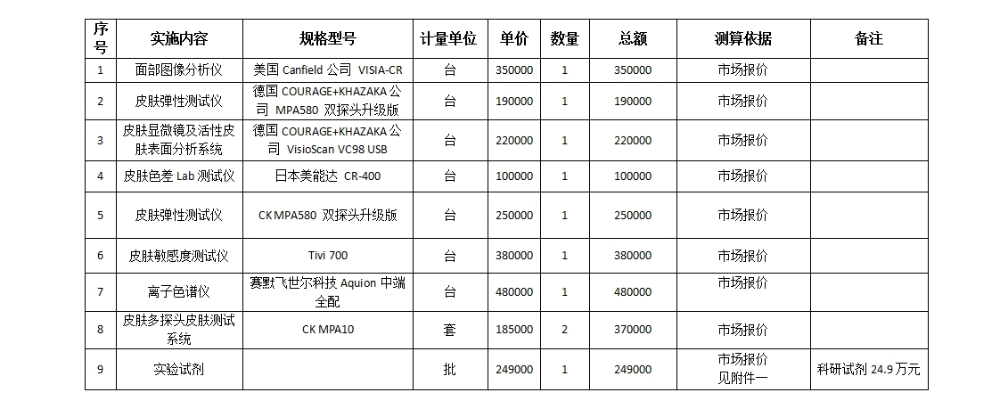 序号 实施内容 规格型号 计量单位 单价 数量 总额 测算依据 备注
1 面部图像分析仪 美国 Canfield 公司 VISIA-CR 台 350000 1 350000 市场报价
2 皮肤弹性测试仪 德国 COURAGE+KHAZAKA 公司 MPA580 双探头升级版 台 190000 1 190000 市场报价
3 皮肤显微镜及活性皮肤表面分析系统 德国 COURAGE+KHAZAKA 公司 VisioScan VC98 USB 台 220000 1 220000 市场报价
4 皮肤色差 Lab 测试仪 日本美能达 CR-400 台 100000 1 100000 市场报价
5 皮肤弹性测试仪 CK MPA580 双探头升级版 台 250000 1 250000 市场报价
6 皮肤敏感度测试仪 Tivi 700 台 380000 1 380000 市场报价
7 离子色谱仪 赛默飞世尔科技 Aquion 中端全配 台 480000 1 480000 市场报价
8 皮肤多探头皮肤测试系统 CK MPA10 套 185000 2 370000 市场报价
9 实验试剂 批 249000 1 249000 市场报价 见附件一 科研试剂 24.9 万元